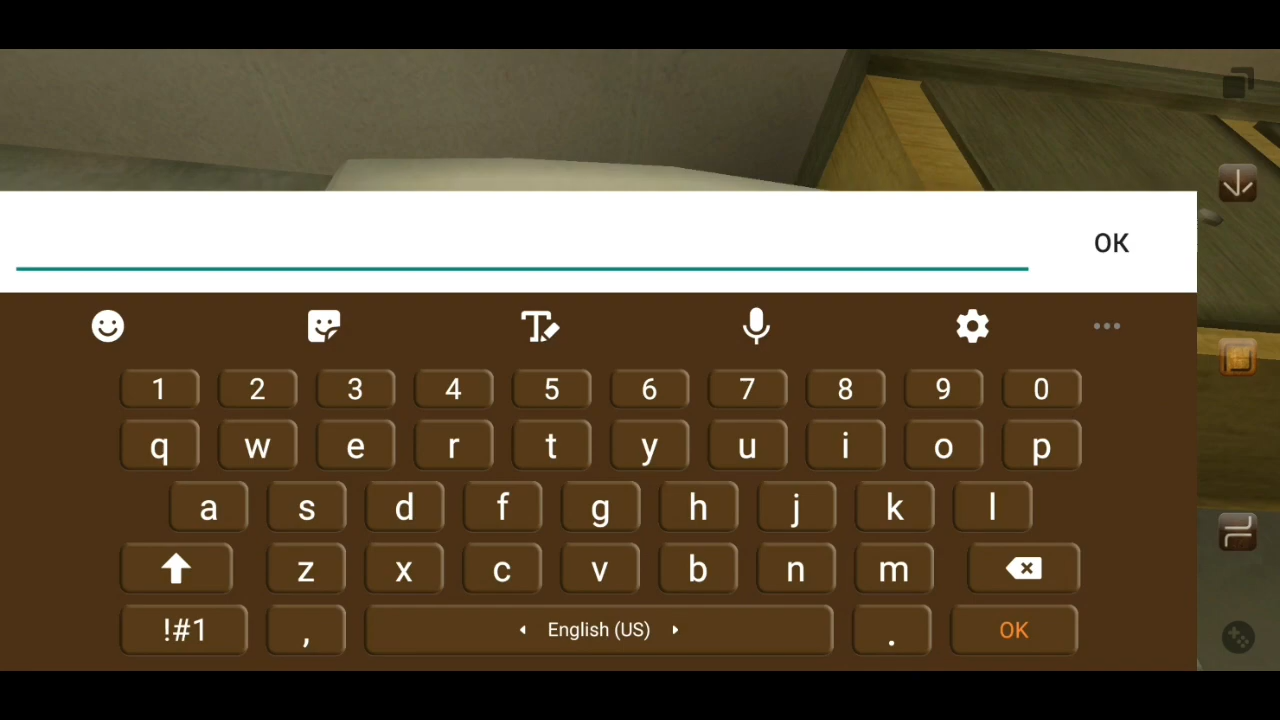 OK
1 2 3 4 5 6 7 8 9 0
q w e r t y u i o p
a s d f g h j k l
z x c v b n m
!#1 , English (US) . OK